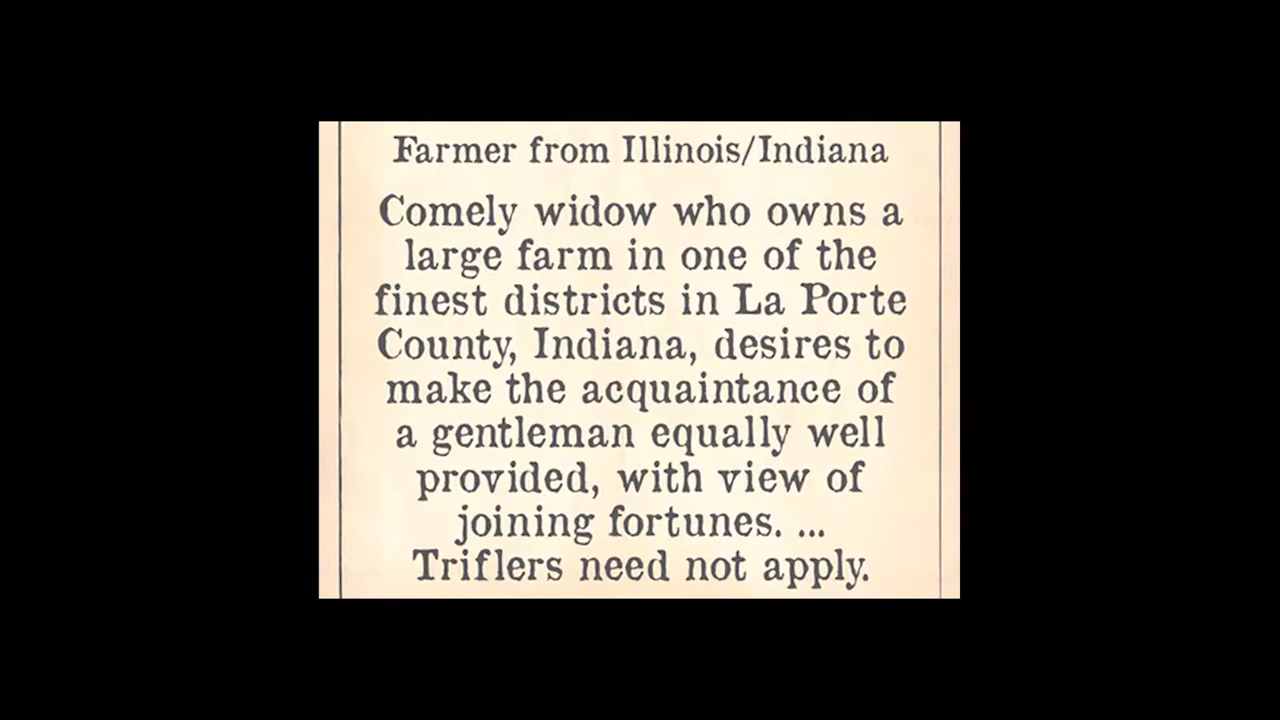 Farmer from Illinois/Indiana
Comely widow who owns a
large farm in one of the
finest districts in La Porte
County, Indiana, desires to
make the acquaintance of
a gentleman equally well
provided, with view of
joining fortunes. ...
Triflers need not apply.